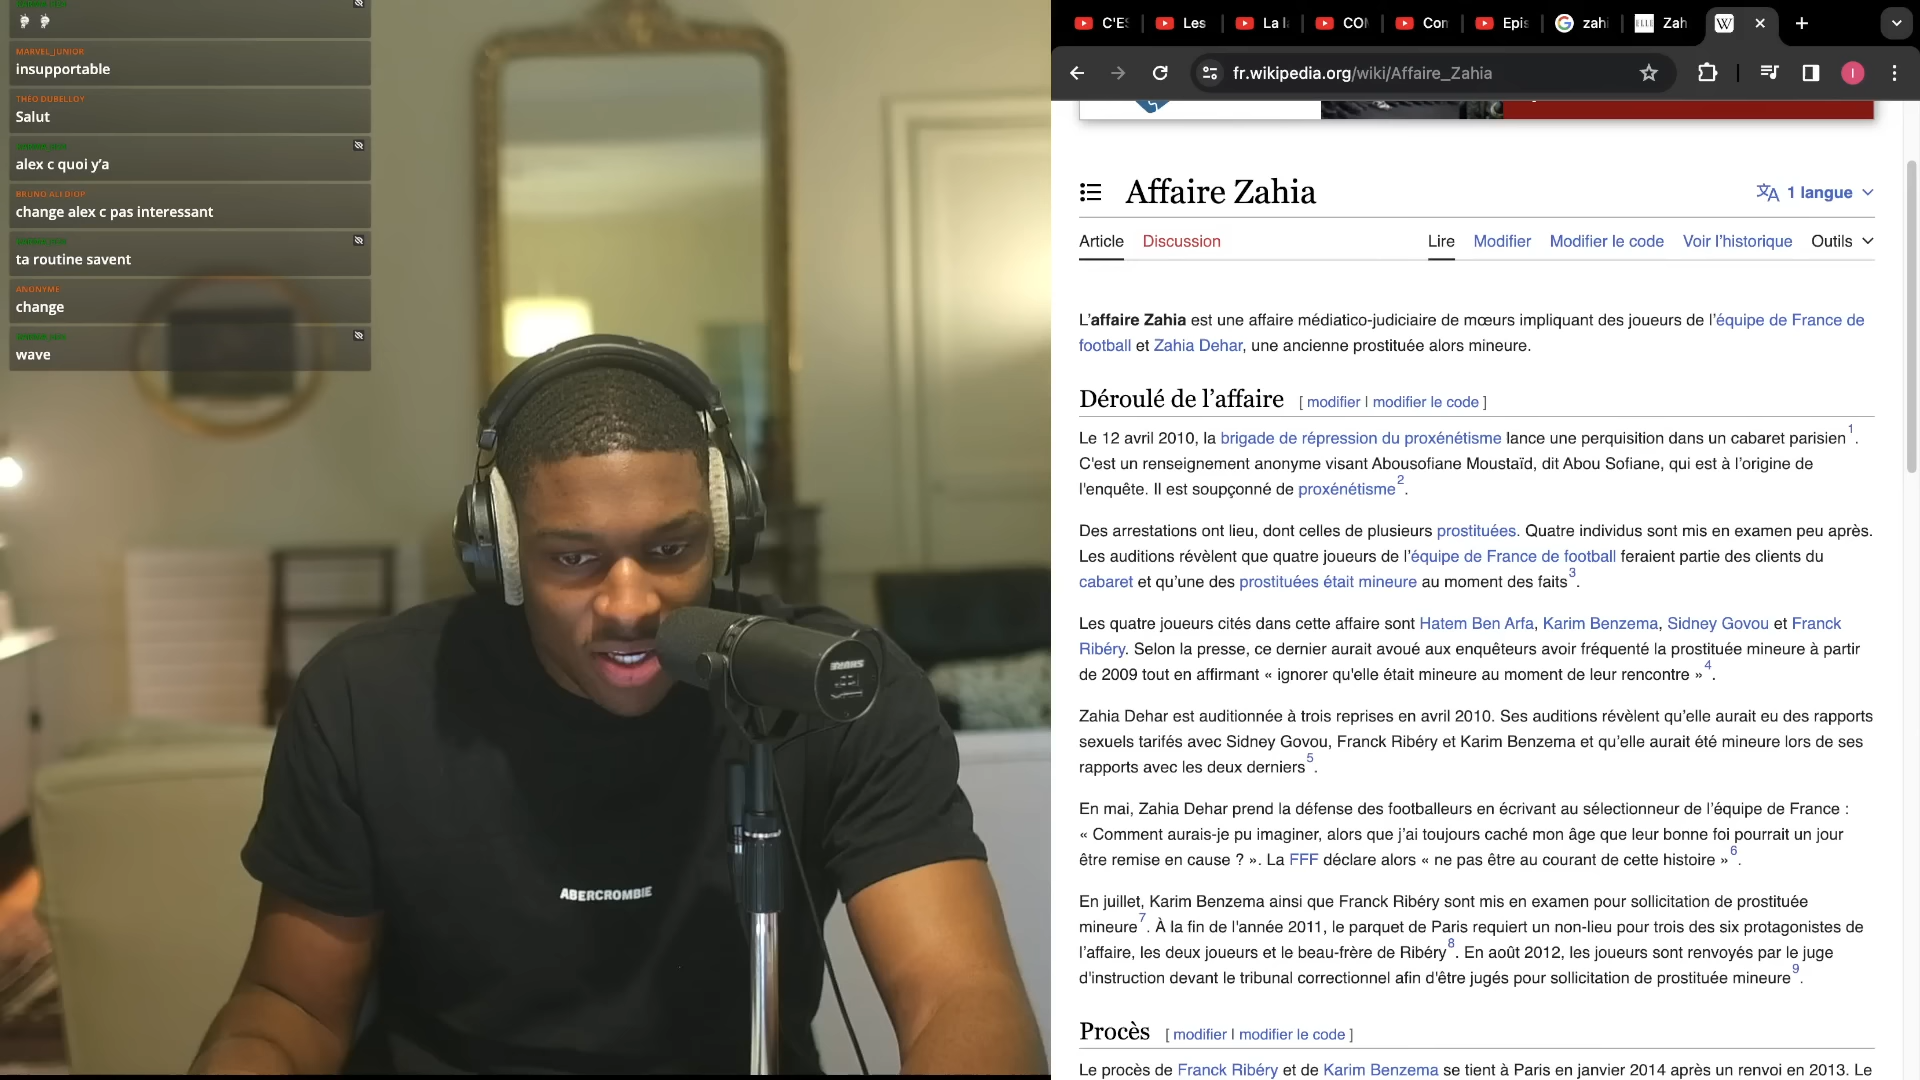 MARVEL_JUNIOR
insupportable
THEO DUBELLOY
Salut
alex c quoi y'a
BRUNO ALI DIOP
change alex c pas interessant
ta routine savent
ANONYME
change
wave
ABERCROMBIE
C'ES
Les
La l
CO
Con
Epis
zahi
ELLE
Zah
W
fr.wikipedia.org/wiki/Affaire_Zahia
I
Affaire Zahia
1 langue
Article Discussion Lire Modifier Modifier le code Voir l'historique Outils
L'affaire Zahia est une affaire médiatico-judiciaire de mœurs impliquant des joueurs de l'équipe de France de
football et Zahia Dehar, une ancienne prostituée alors mineure.
Déroulé de l'affaire [ modifier | modifier le code ]
Le 12 avril 2010, la brigade de répression du proxénétisme lance une perquisition dans un cabaret parisien1.
C'est un renseignement anonyme visant Abousofiane Moustaïd, dit Abou Sofiane, qui est à l'origine de
l'enquête. Il est soupçonné de proxénétisme2.
Des arrestations ont lieu, dont celles de plusieurs prostituées. Quatre individus sont mis en examen peu après.
Les auditions révèlent que quatre joueurs de l'équipe de France de football feraient partie des clients du
cabaret et qu'une des prostituées était mineure au moment des faits3.
Les quatre joueurs cités dans cette affaire sont Hatem Ben Arfa, Karim Benzema, Sidney Govou et Franck
Ribéry. Selon la presse, ce dernier aurait avoué aux enquêteurs avoir fréquenté la prostituée mineure à partir
de 2009 tout en affirmant « ignorer qu'elle était mineure au moment de leur rencontre »4.
Zahia Dehar est auditionnée à trois reprises en avril 2010. Ses auditions révèlent qu'elle aurait eu des rapports
sexuels tarifés avec Sidney Govou, Franck Ribéry et Karim Benzema et qu'elle aurait été mineure lors de ses
rapports avec les deux derniers5.
En mai, Zahia Dehar prend la défense des footballeurs en écrivant au sélectionneur de l'équipe de France :
« Comment aurais-je pu imaginer, alors que j'ai toujours caché mon âge que leur bonne foi pourrait un jour
être remise en cause ? ». La FFF déclare alors « ne pas être au courant de cette histoire »6.
En juillet, Karim Benzema ainsi que Franck Ribéry sont mis en examen pour sollicitation de prostituée
mineure7. À la fin de l'année 2011, le parquet de Paris requiert un non-lieu pour trois des six protagonistes de
l'affaire, les deux joueurs et le beau-frère de Ribéry8. En août 2012, les joueurs sont renvoyés par le juge
d'instruction devant le tribunal correctionnel afin d'être jugés pour sollicitation de prostituée mineure9.
Procès [ modifier | modifier le code ]
Le procès de Franck Ribéry et de Karim Benzema se tient à Paris en janvier 2014 après un renvoi en 2013. Le